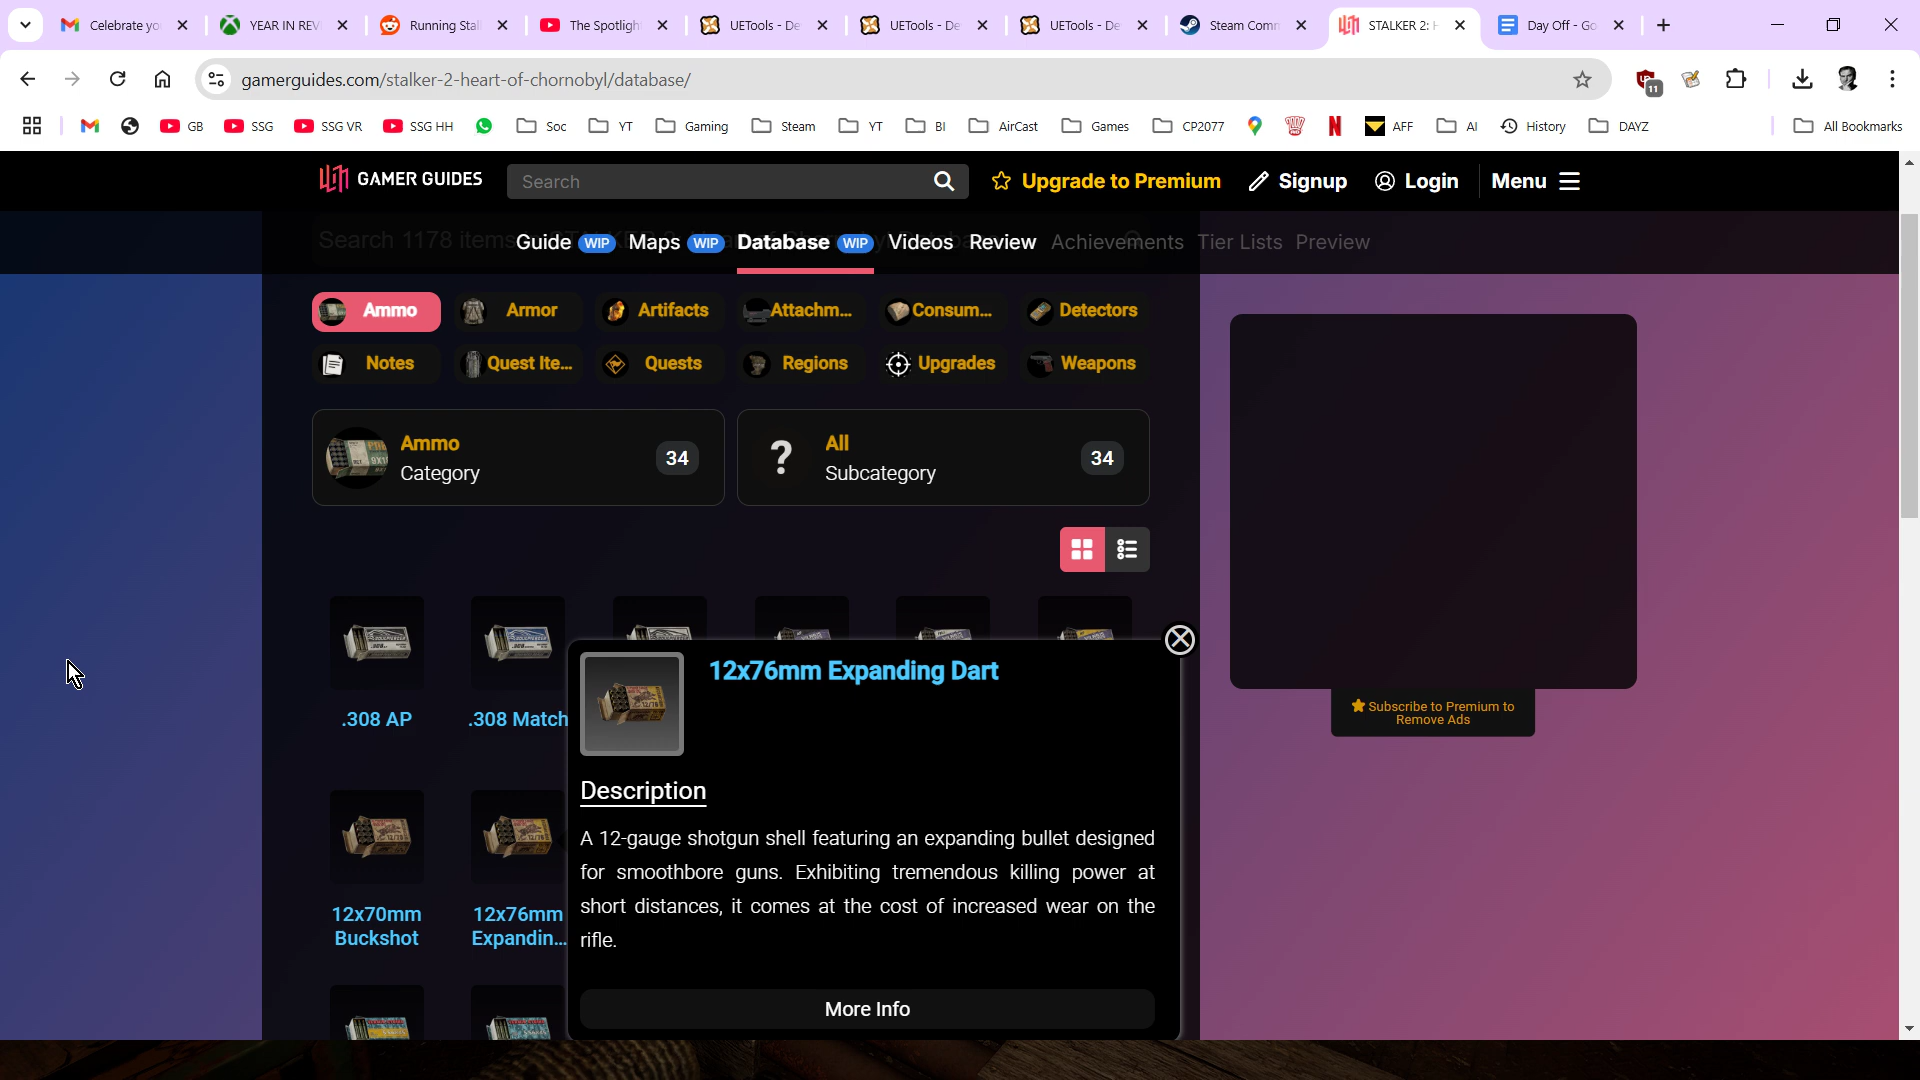 Celebrate yo
YEAR IN REV
Running Stal
The Spotligh
UETools - De
UETools - De
UETools - De
Steam Comm
STALKER 2: H
Day Off - Go
gamerguides.com/stalker-2-heart-of-chornobyl/database/
11
GB
SSG
SSG VR
SSG HH
Soc
YT
Gaming
Steam
YT
BI
AirCast
Games
CP2077
AFF
AI
History
DAYZ
All Bookmarks
GAMER GUIDES
Search
Upgrade to Premium
Signup
Login
Menu
Search 1178 items
Guide WIP
Maps WIP
Database WIP
Videos
Review
Achievements
Tier Lists
Preview
Ammo
Armor
Artifacts
Attachm...
Consum...
Detectors
Notes
Quest Ite...
Quests
Regions
Upgrades
Weapons
Ammo
Category
34
?
All
Subcategory
34
.308 AP
.308 Match
12x76mm Expanding Dart
Description
A 12-gauge shotgun shell featuring an expanding bullet designed
for smoothbore guns. Exhibiting tremendous killing power at
short distances, it comes at the cost of increased wear on the
rifle.
More Info
12x70mm
Buckshot
12x76mm
Expandin...
Subscribe to Premium to
Remove Ads